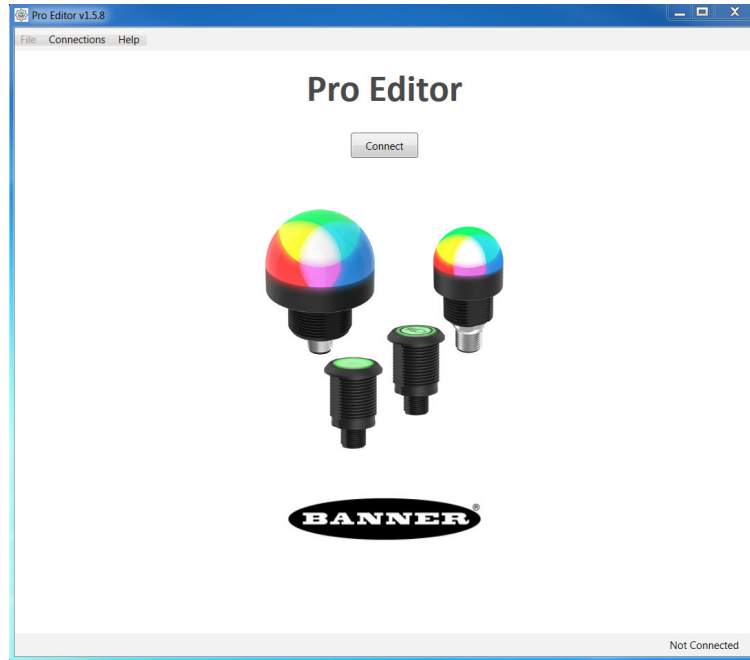 Pro Editor v1.5.8
File Connections Help
Pro Editor
Connect
BANNER®
Not Connected